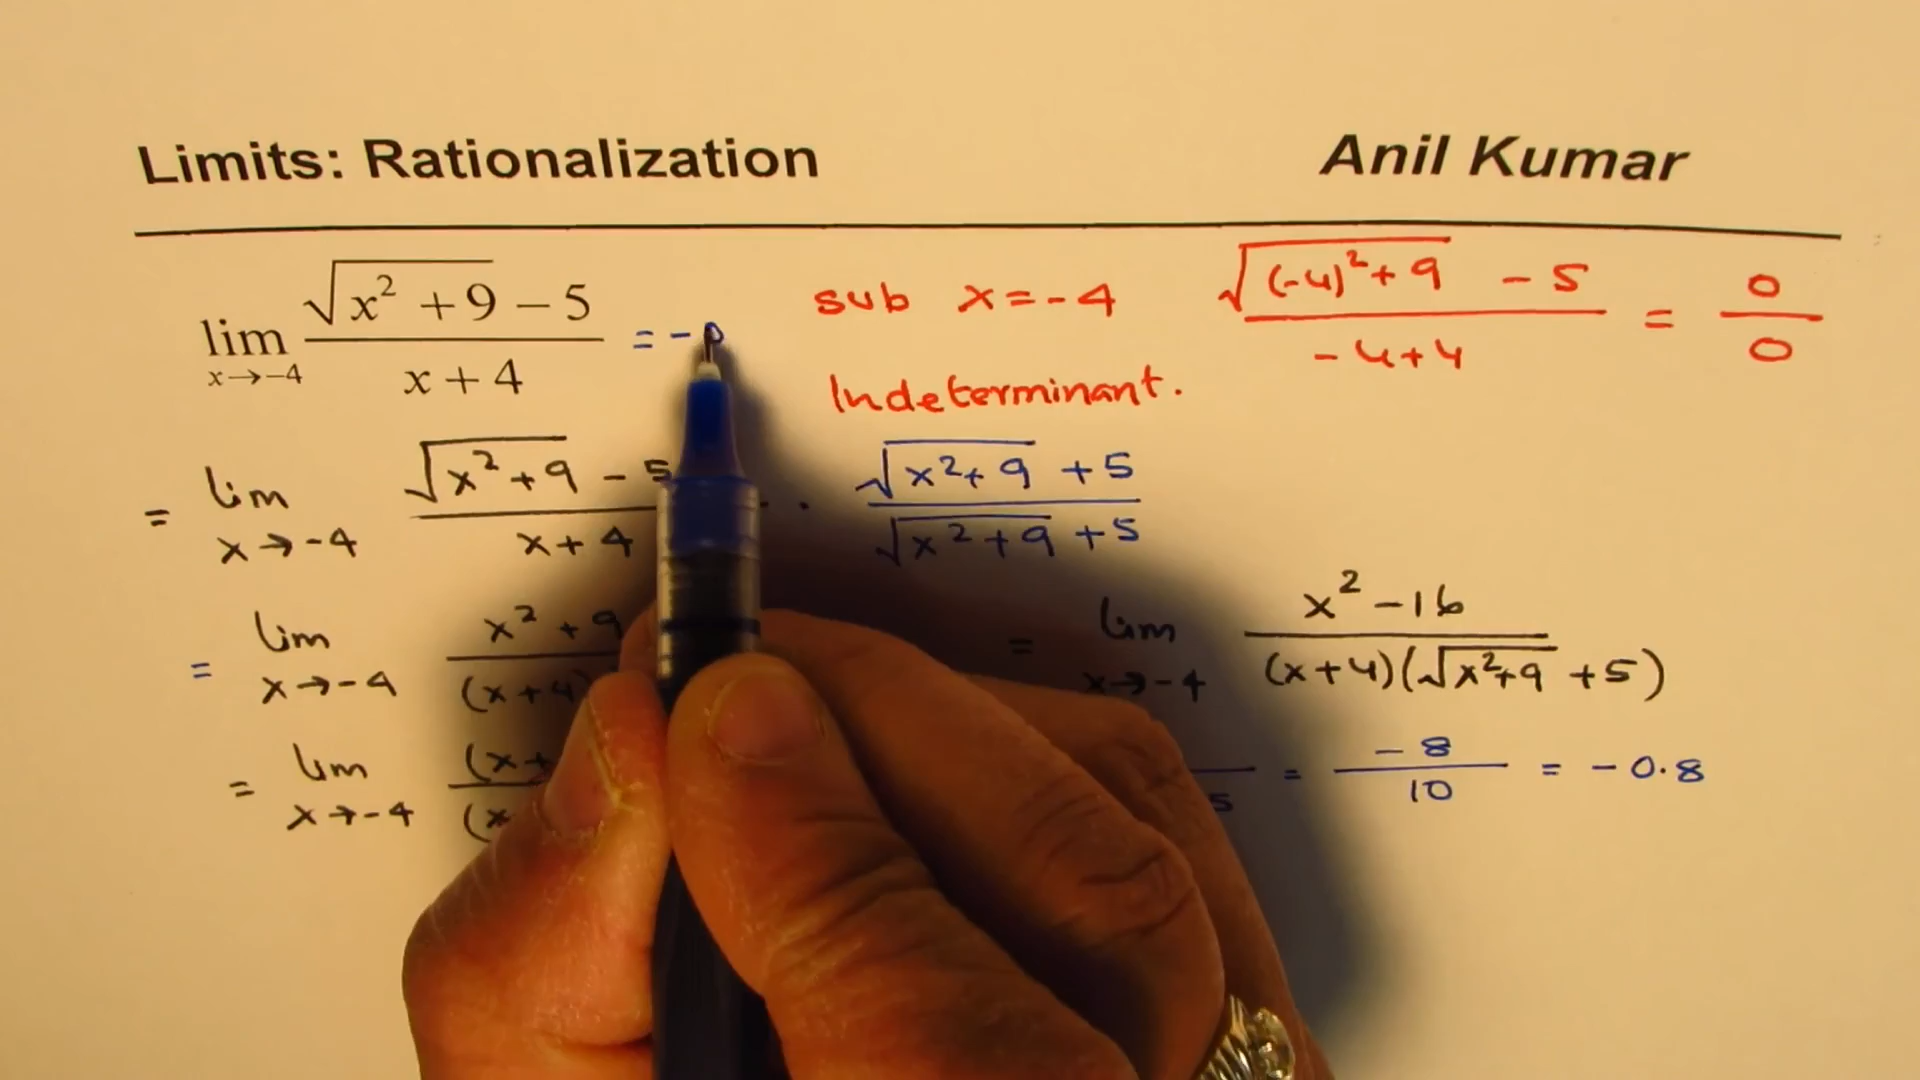 Limits: Rationalization Anil Kumar
lim x→-4 (√(x² + 9) - 5)/(x + 4) = -0 sub x = -4 (√((-4)² + 9) - 5)/(-4+4) = 0/0
Indeterminant.
= lim x→-4 (√(x²+9) - 5)/(x+4) · (√(x²+9) + 5)/(√(x²+9) + 5)
= lim x→-4 x²+9 / (x+4) = lim x→-4 (x² - 16)/((x+4)(√(x²+9) + 5))
= lim x→-4 (x+ / (x 5 = -8/10 = -0.8